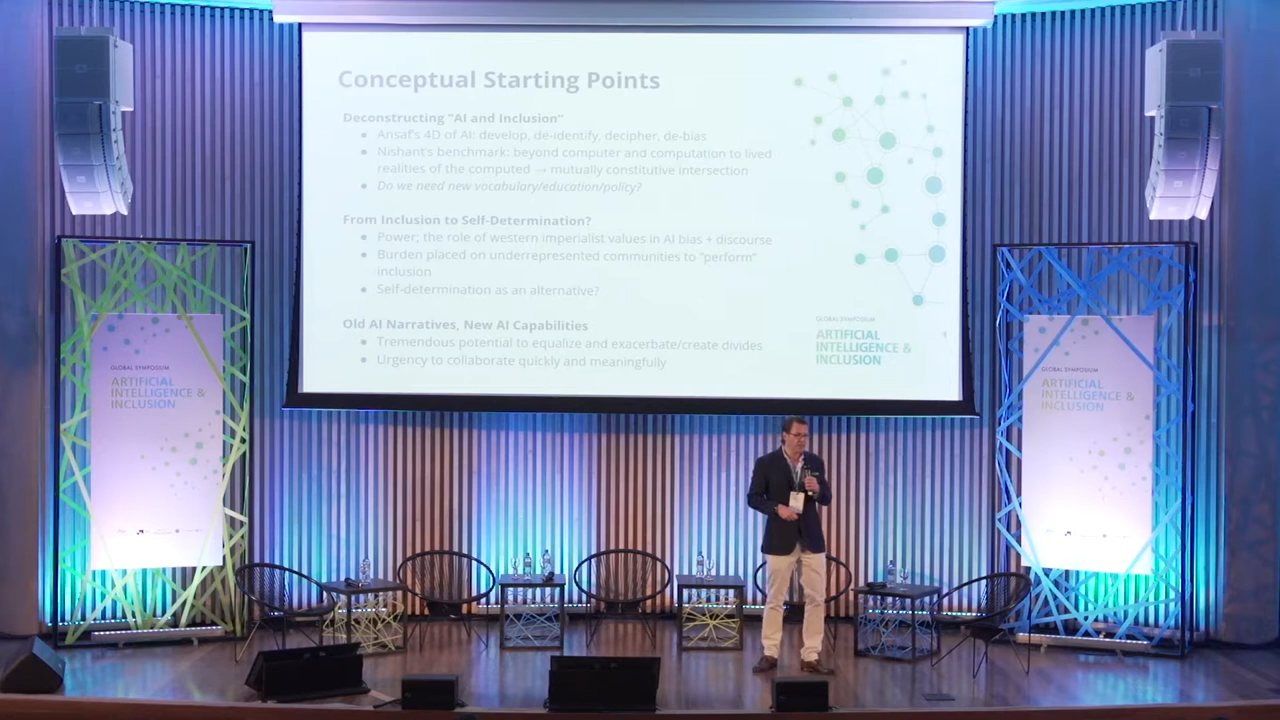 Conceptual Starting Points
Deconstructing "AI and Inclusion"
● Ansaf's 4D of AI: develop, de-identify, decipher, de-bias
● Nishant's benchmark: beyond computer and computation to lived
realities of the computed → mutually constitutive intersection
● Do we need new vocabulary/education/policy?
From Inclusion to Self-Determination?
● Power; the role of western imperialist values in AI bias + discourse
● Burden placed on underrepresented communities to "perform"
inclusion
● Self-determination as an alternative?
Old AI Narratives, New AI Capabilities
● Tremendous potential to equalize and exacerbate/create divides
● Urgency to collaborate quickly and meaningfully
GLOBAL SYMPOSIUM
ARTIFICIAL
INTELLIGENCE &
INCLUSION
GLOBAL SYMPOSIUM
ARTIFICIAL
INTELLIGENCE &
INCLUSION
GLOBAL SYMPOSIUM
ARTIFICIAL
INTELLIGENCE &
INCLUSION